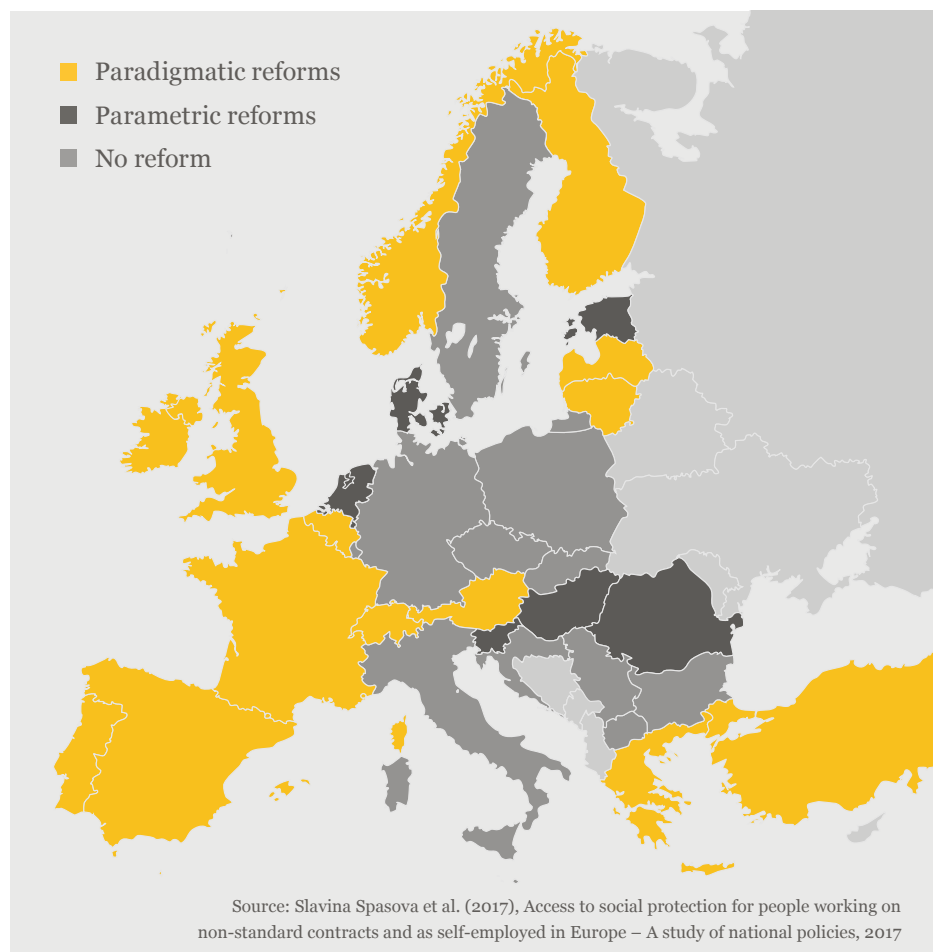 Paradigmatic reforms
Parametric reforms
No reform
Source: Slavina Spasova et al. (2017), Access to social protection for people working on
non-standard contracts and as self-employed in Europe – A study of national policies, 2017